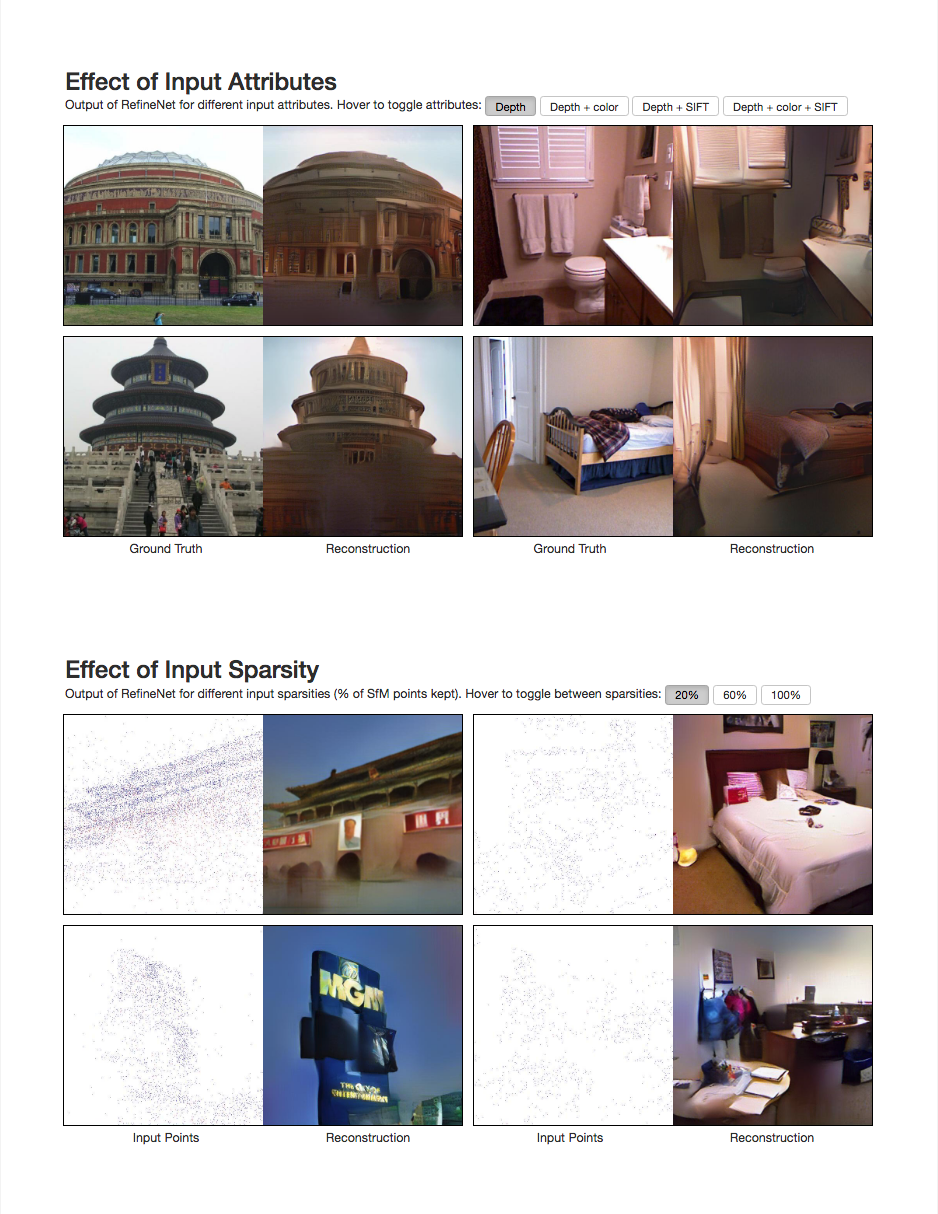 Effect of Input Attributes
Output of RefineNet for different input attributes. Hover to toggle attributes: Depth Depth + color Depth + SIFT Depth + color + SIFT
Ground Truth Reconstruction Ground Truth Reconstruction
Effect of Input Sparsity
Output of RefineNet for different input sparsities (% of SfM points kept). Hover to toggle between sparsities: 20% 60% 100%
MGM
THE CITY OF
Input Points Reconstruction Input Points Reconstruction